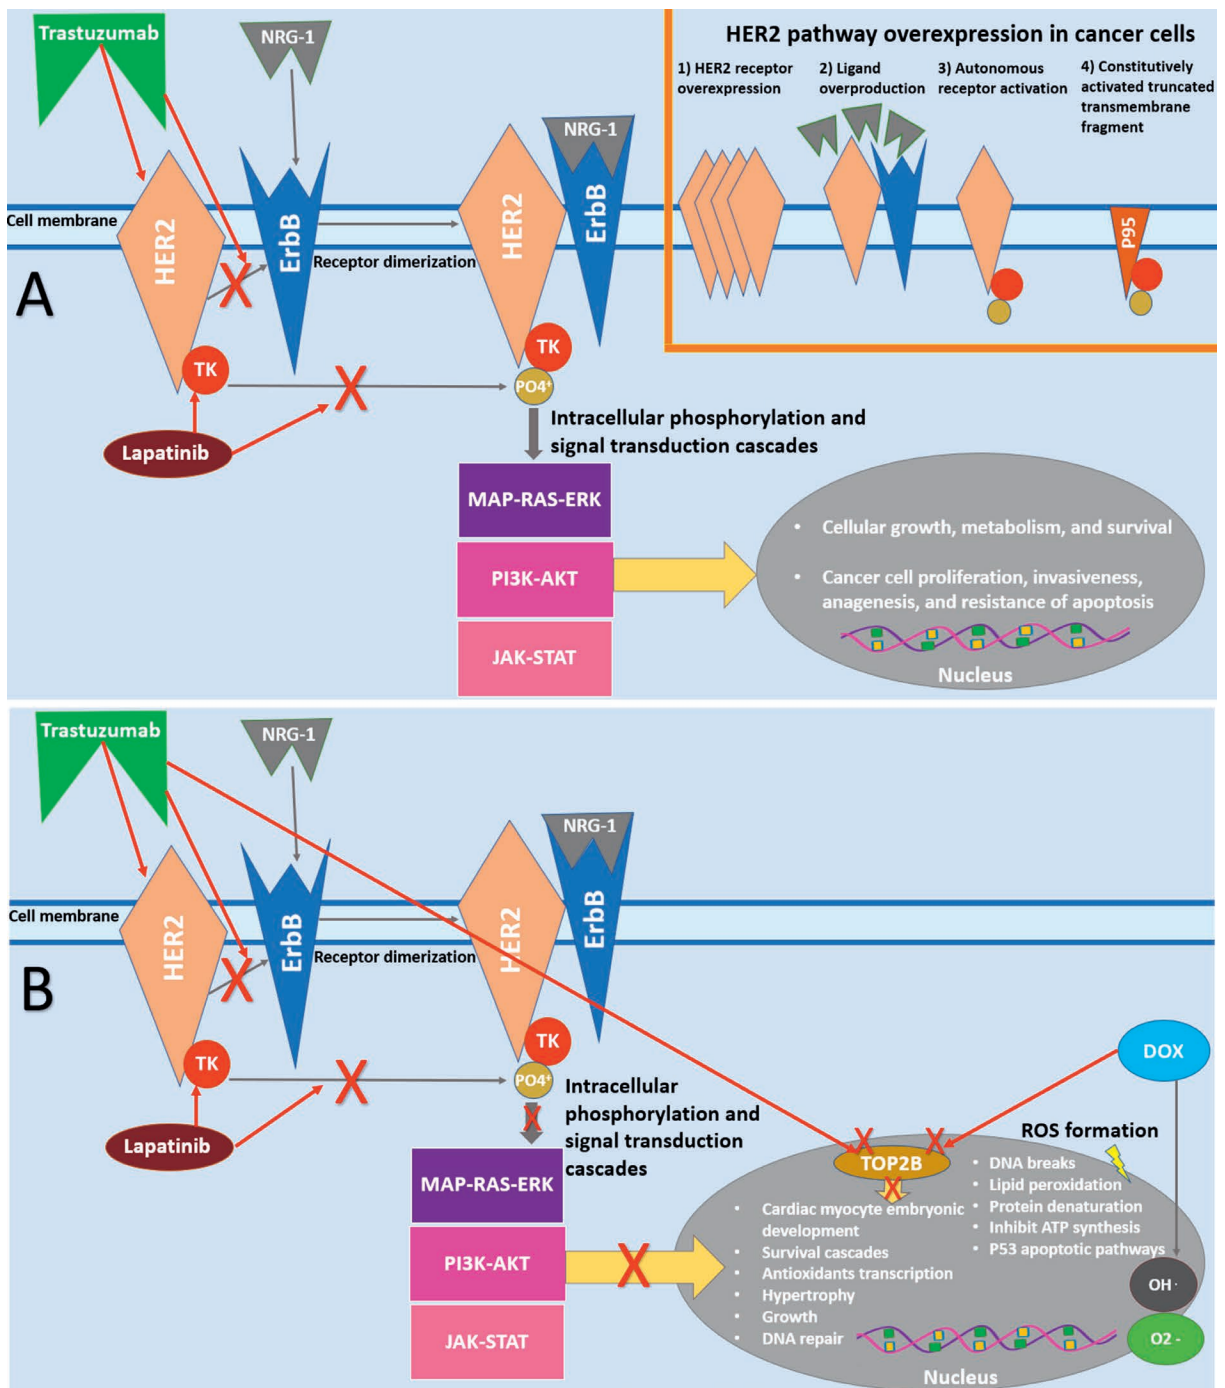 Trastuzumab
NRG-1
HER2 pathway overexpression in cancer cells
1) HER2 receptor
overexpression
2) Ligand
overproduction
3) Autonomous
receptor activation
4) Constitutively
activated truncated
transmembrane
fragment
NRG-1
Cell membrane
HER2
ErbB
Receptor dimerization
HER2
ErbB
P95
A
X
TK
X
TK
PO4+
Lapatinib
Intracellular phosphorylation and
signal transduction cascades
MAP-RAS-ERK
PI3K-AKT
JAK-STAT
• Cellular growth, metabolism, and survival
• Cancer cell proliferation, invasiveness,
anagenesis, and resistance of apoptosis
Nucleus
Trastuzumab
NRG-1
NRG-1
Cell membrane
HER2
ErbB
Receptor dimerization
HER2
ErbB
B
X
TK
X
TK
PO4+
Lapatinib
Intracellular
phosphorylation and
signal transduction
cascades
X
MAP-RAS-ERK
PI3K-AKT
JAK-STAT
X
DOX
ROS formation
X
X
TOP2B
X
• Cardiac myocyte embryonic
development
• Survival cascades
• Antioxidants transcription
• Hypertrophy
• Growth
• DNA repair
• DNA breaks
• Lipid peroxidation
• Protein denaturation
• Inhibit ATP synthesis
• P53 apoptotic pathways
OH ·
O2 -
Nucleus